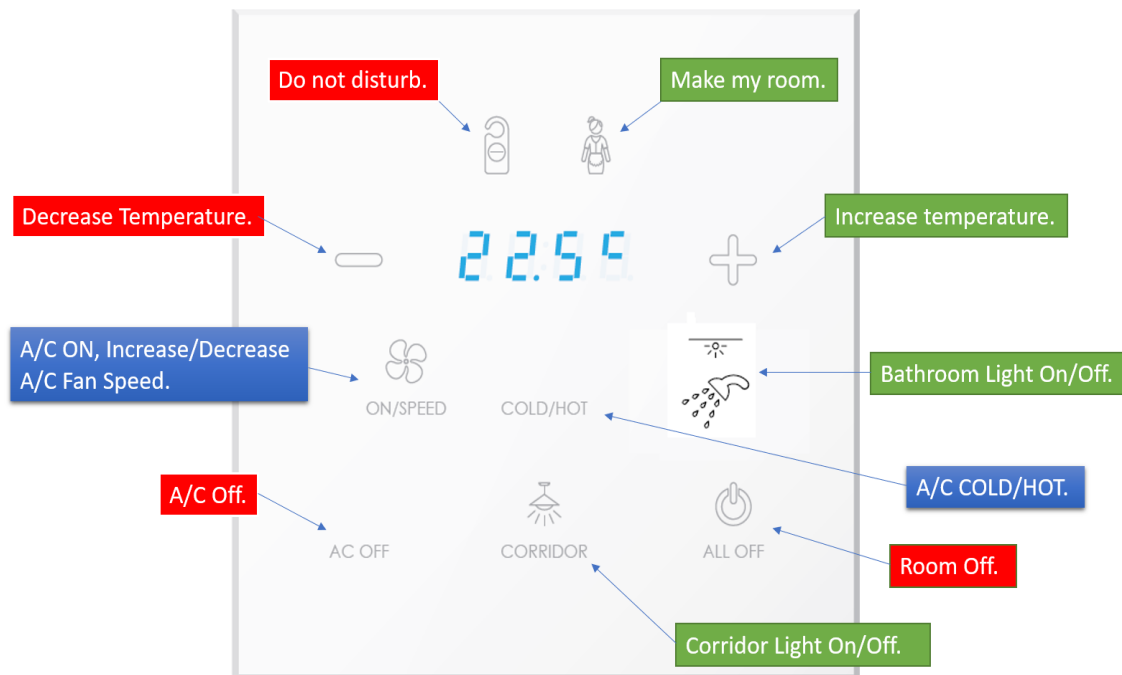 Do not disturb.
Make my room.
Decrease Temperature.
22.5c
Increase temperature.
A/C ON, Increase/Decrease
A/C Fan Speed.
ON/SPEED
COLD/HOT
Bathroom Light On/Off.
A/C Off.
A/C COLD/HOT.
AC OFF
CORRIDOR
ALL OFF
Room Off.
Corridor Light On/Off.